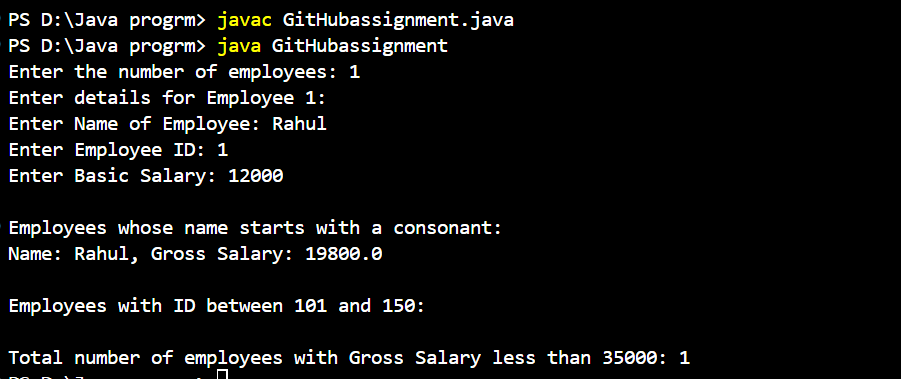 PS D:\Java progrm> javac GitHubassignment.java
PS D:\Java progrm> java GitHubassignment
Enter the number of employees: 1
Enter details for Employee 1:
Enter Name of Employee: Rahul
Enter Employee ID: 1
Enter Basic Salary: 12000
Employees whose name starts with a consonant:
Name: Rahul, Gross Salary: 19800.0
Employees with ID between 101 and 150:
Total number of employees with Gross Salary less than 35000: 1
PS D:\Java progrm>